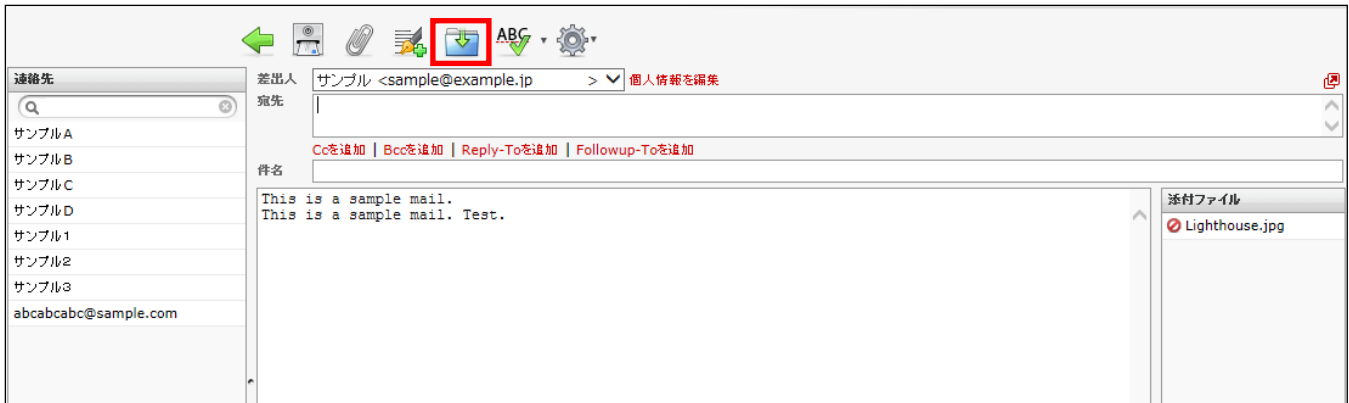 ABC
連絡先
サンプルA
サンプルB
サンプルC
サンプルD
サンプル1
サンプル2
サンプル3
abcabcabc@sample.com
差出人 サンプル <sample@example.jp > 個人情報を編集
宛先
Ccを追加 | Bccを追加 | Reply-Toを追加 | Followup-Toを追加
件名
This is a sample mail.
This is a sample mail. Test.
添付ファイル
Lighthouse.jpg